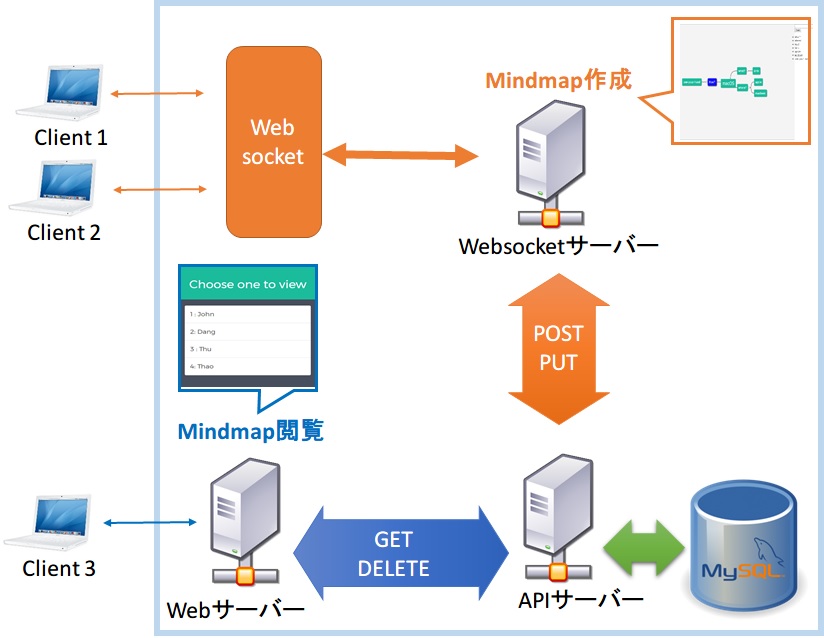 Client 1
Client 2
Web
socket
Mindmap作成
Websocketサーバー
Choose one to view
1 : John
2: Dang
3 : Thu
4: Thao
Mindmap閲覧
POST
PUT
Client 3
Webサーバー
GET
DELETE
APIサーバー
MySQL